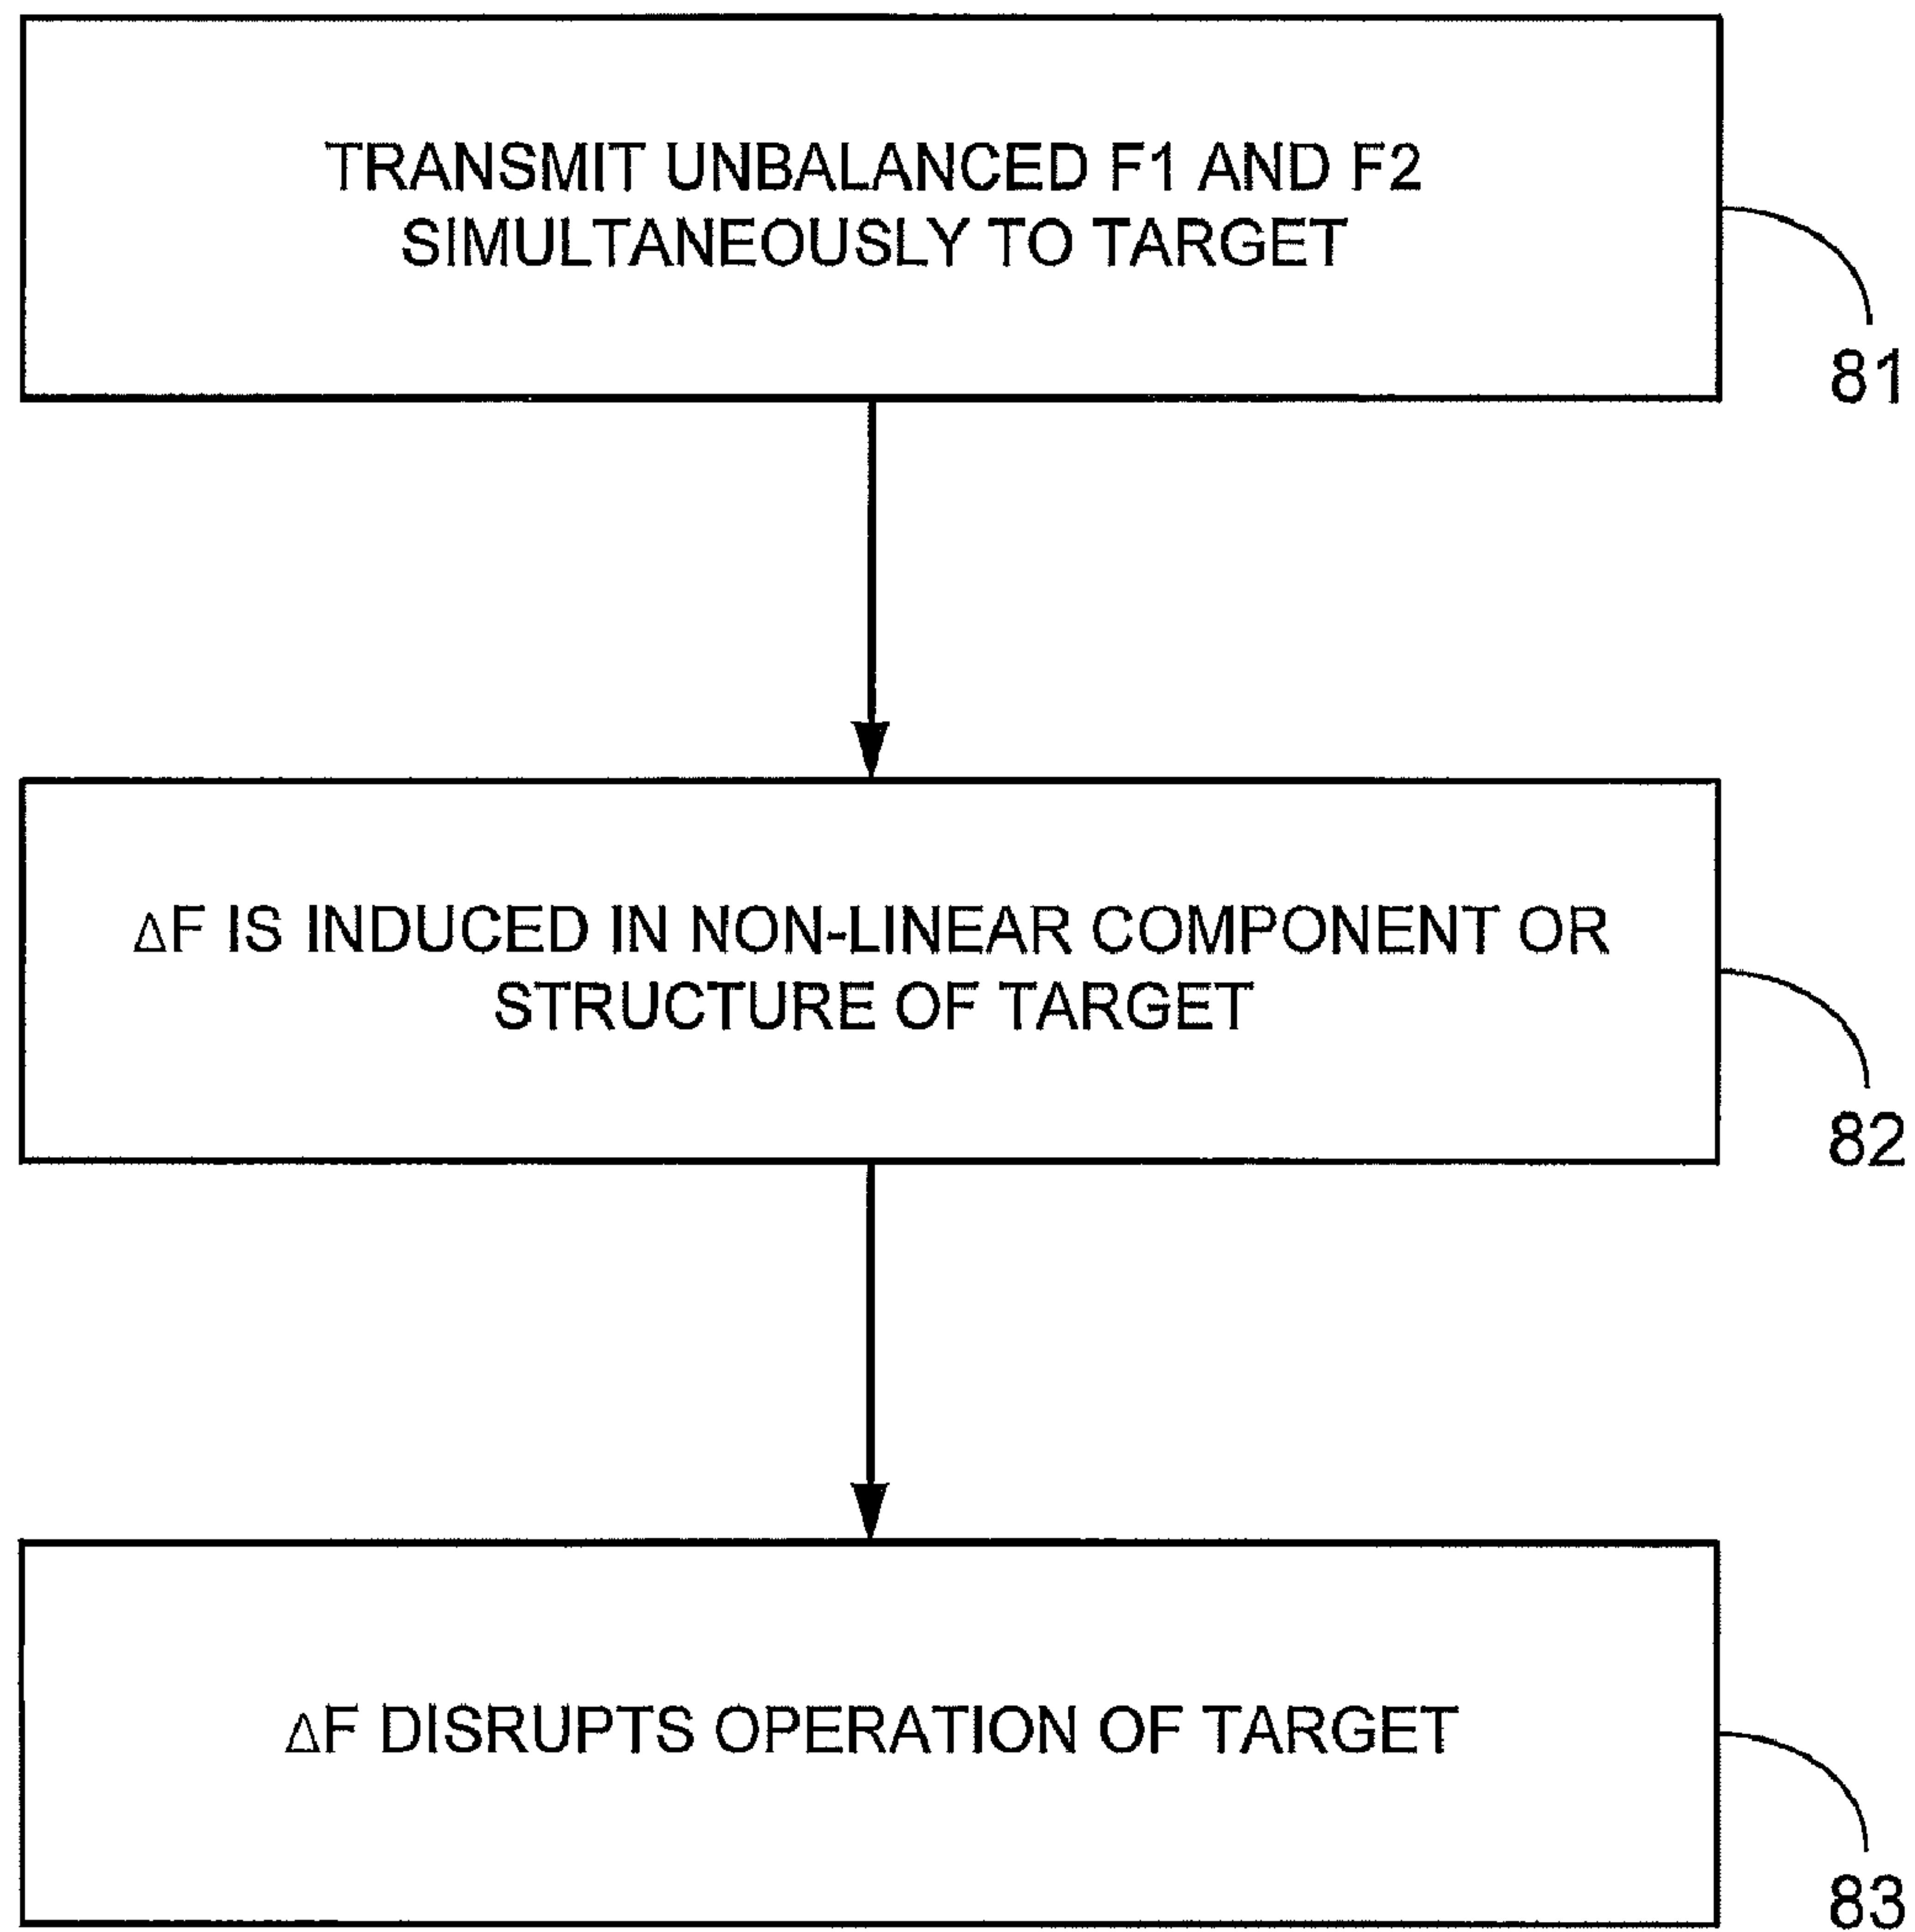 TRANSMIT UNBALANCED F1 AND F2
SIMULTANEOUSLY TO TARGET
81
ΔF IS INDUCED IN NON-LINEAR COMPONENT OR
STRUCTURE OF TARGET
82
ΔF DISRUPTS OPERATION OF TARGET
83